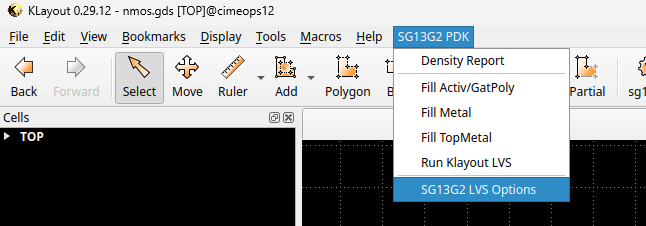 KLayout 0.29.12 - nmos.gds [TOP]@cimeops12
File Edit View Bookmarks Display Tools Macros Help SG13G2 PDK
Density Report
Fill Activ/GatPoly
Fill Metal
Fill TopMetal
Run Klayout LVS
SG13G2 LVS Options
Back Forward Select Move Ruler Add Polygon B Partial sg1
Cells
TOP